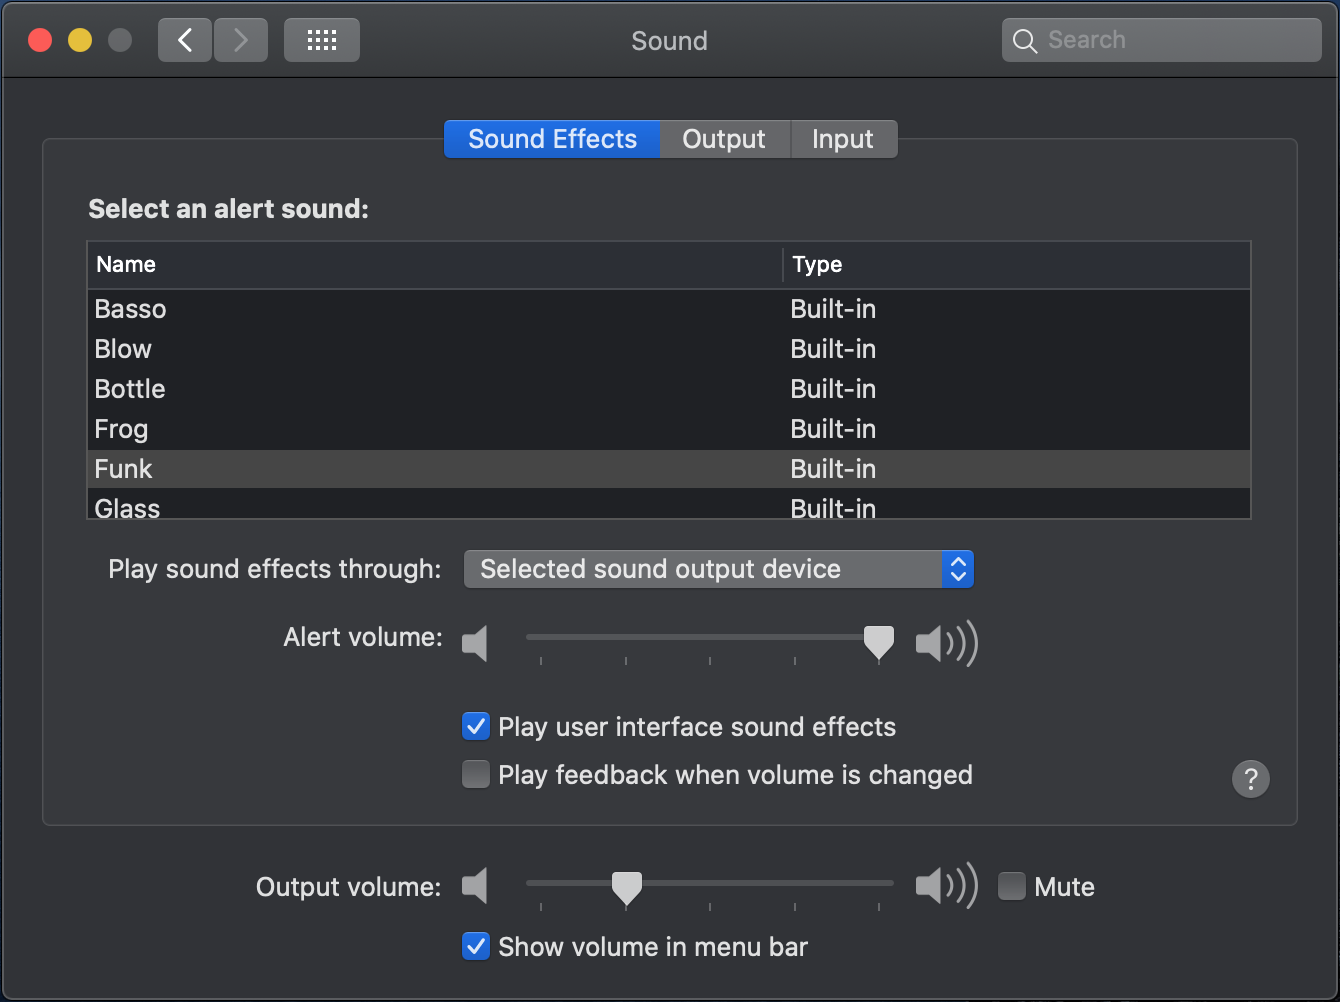 Sound
Search
Sound Effects Output Input
Select an alert sound:
Name Type
Basso Built-in
Blow Built-in
Bottle Built-in
Frog Built-in
Funk Built-in
Glass Built-in
Play sound effects through: Selected sound output device
Alert volume:
Play user interface sound effects
Play feedback when volume is changed
?
Output volume: Mute
Show volume in menu bar